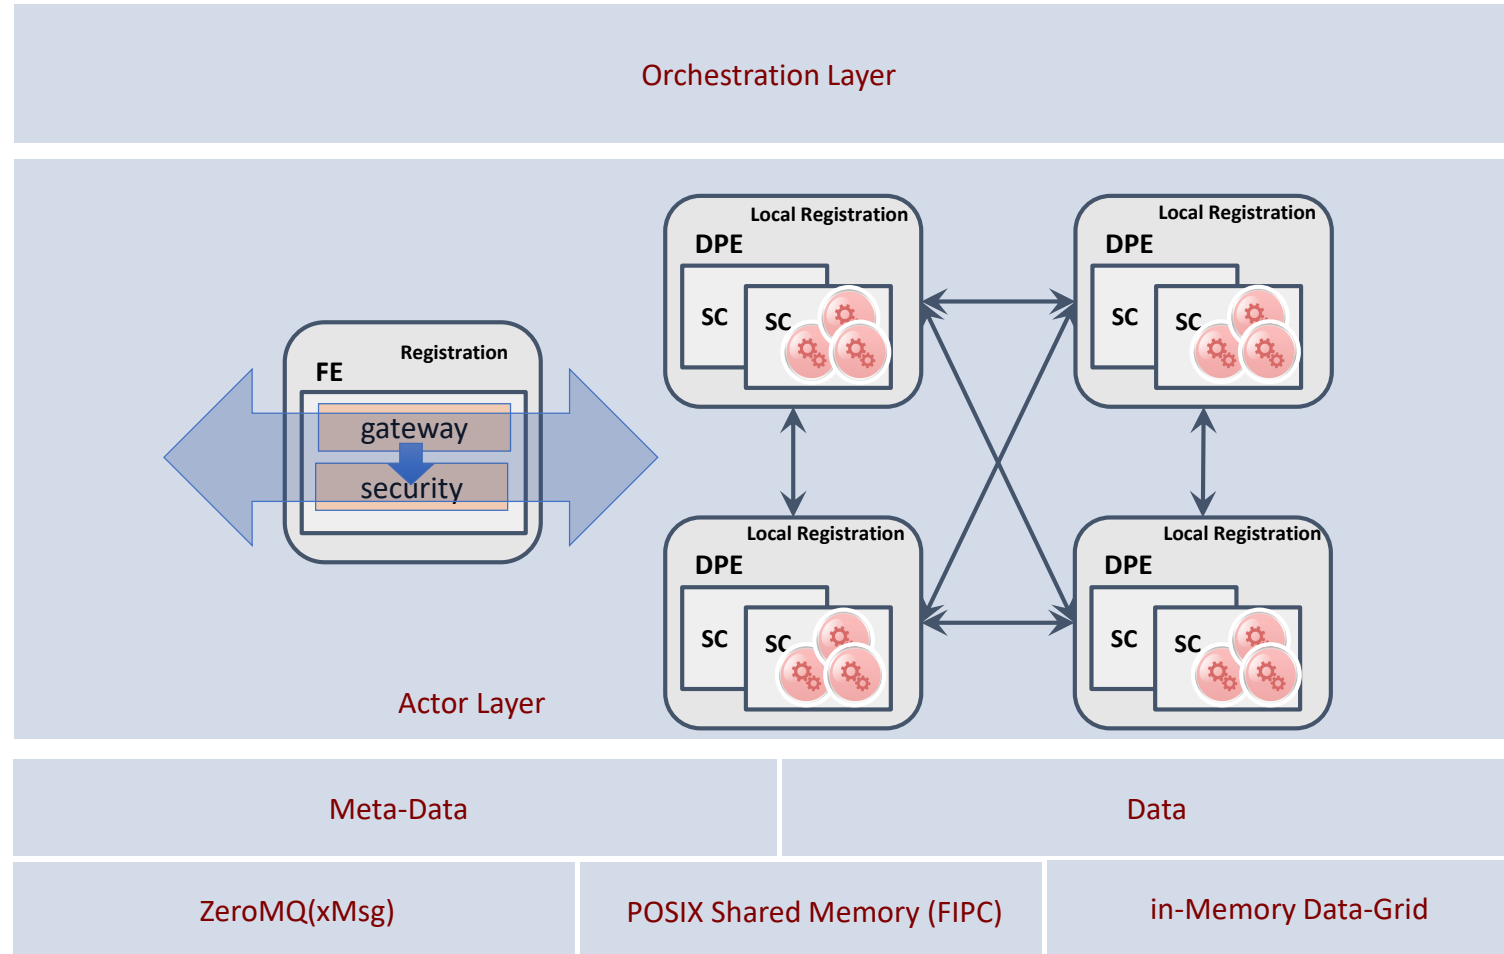 Orchestration Layer
Local Registration
DPE
SC
SC
Local Registration
DPE
SC
SC
Registration
FE
gateway
security
Local Registration
DPE
SC
SC
Local Registration
DPE
SC
SC
Actor Layer
Meta-Data
Data
ZeroMQ(xMsg)
POSIX Shared Memory (FIPC)
in-Memory Data-Grid